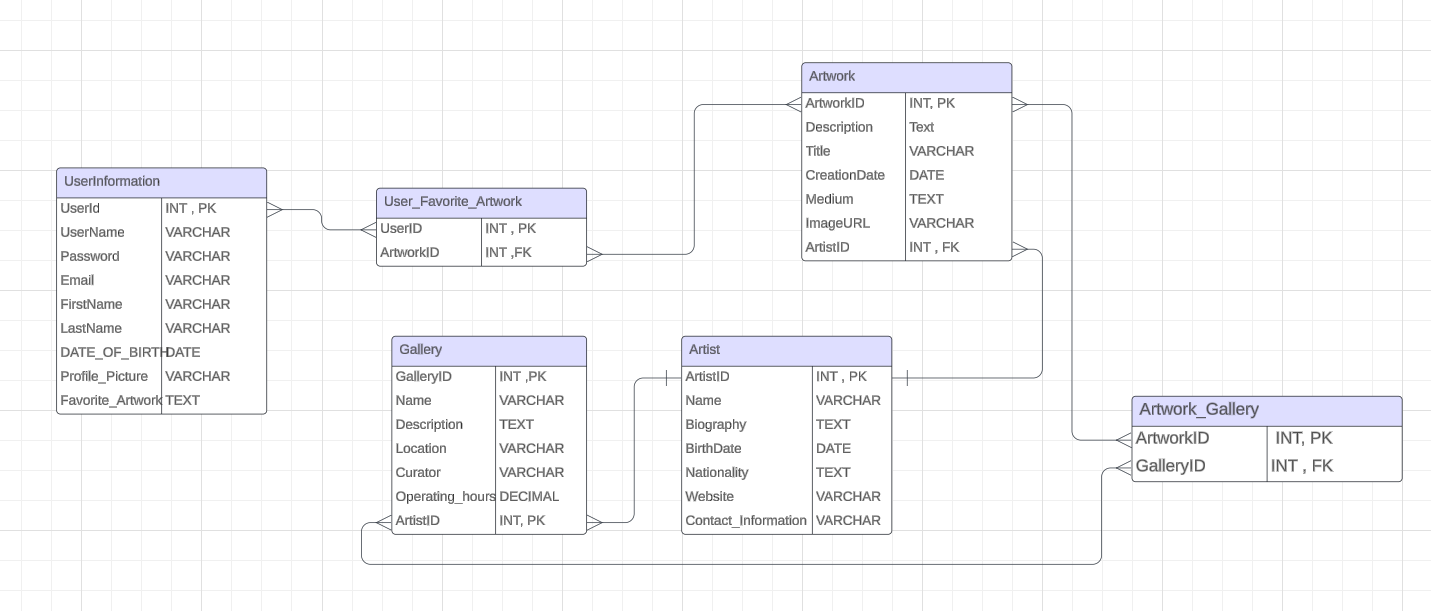 Artwork
ArtworkID INT, PK
Description Text
Title VARCHAR
CreationDate DATE
Medium TEXT
ImageURL VARCHAR
ArtistID INT , FK
UserInformation
UserId INT , PK
UserName VARCHAR
Password VARCHAR
Email VARCHAR
FirstName VARCHAR
LastName VARCHAR
DATE_OF_BIRTH DATE
Profile_Picture VARCHAR
Favorite_Artwork TEXT
User_Favorite_Artwork
UserID INT , PK
ArtworkID INT ,FK
Gallery
GalleryID INT ,PK
Name VARCHAR
Description TEXT
Location VARCHAR
Curator VARCHAR
Operating_hours DECIMAL
ArtistID INT, PK
Artist
ArtistID INT , PK
Name VARCHAR
Biography TEXT
BirthDate DATE
Nationality TEXT
Website VARCHAR
Contact_Information VARCHAR
Artwork_Gallery
ArtworkID INT, PK
GalleryID INT , FK